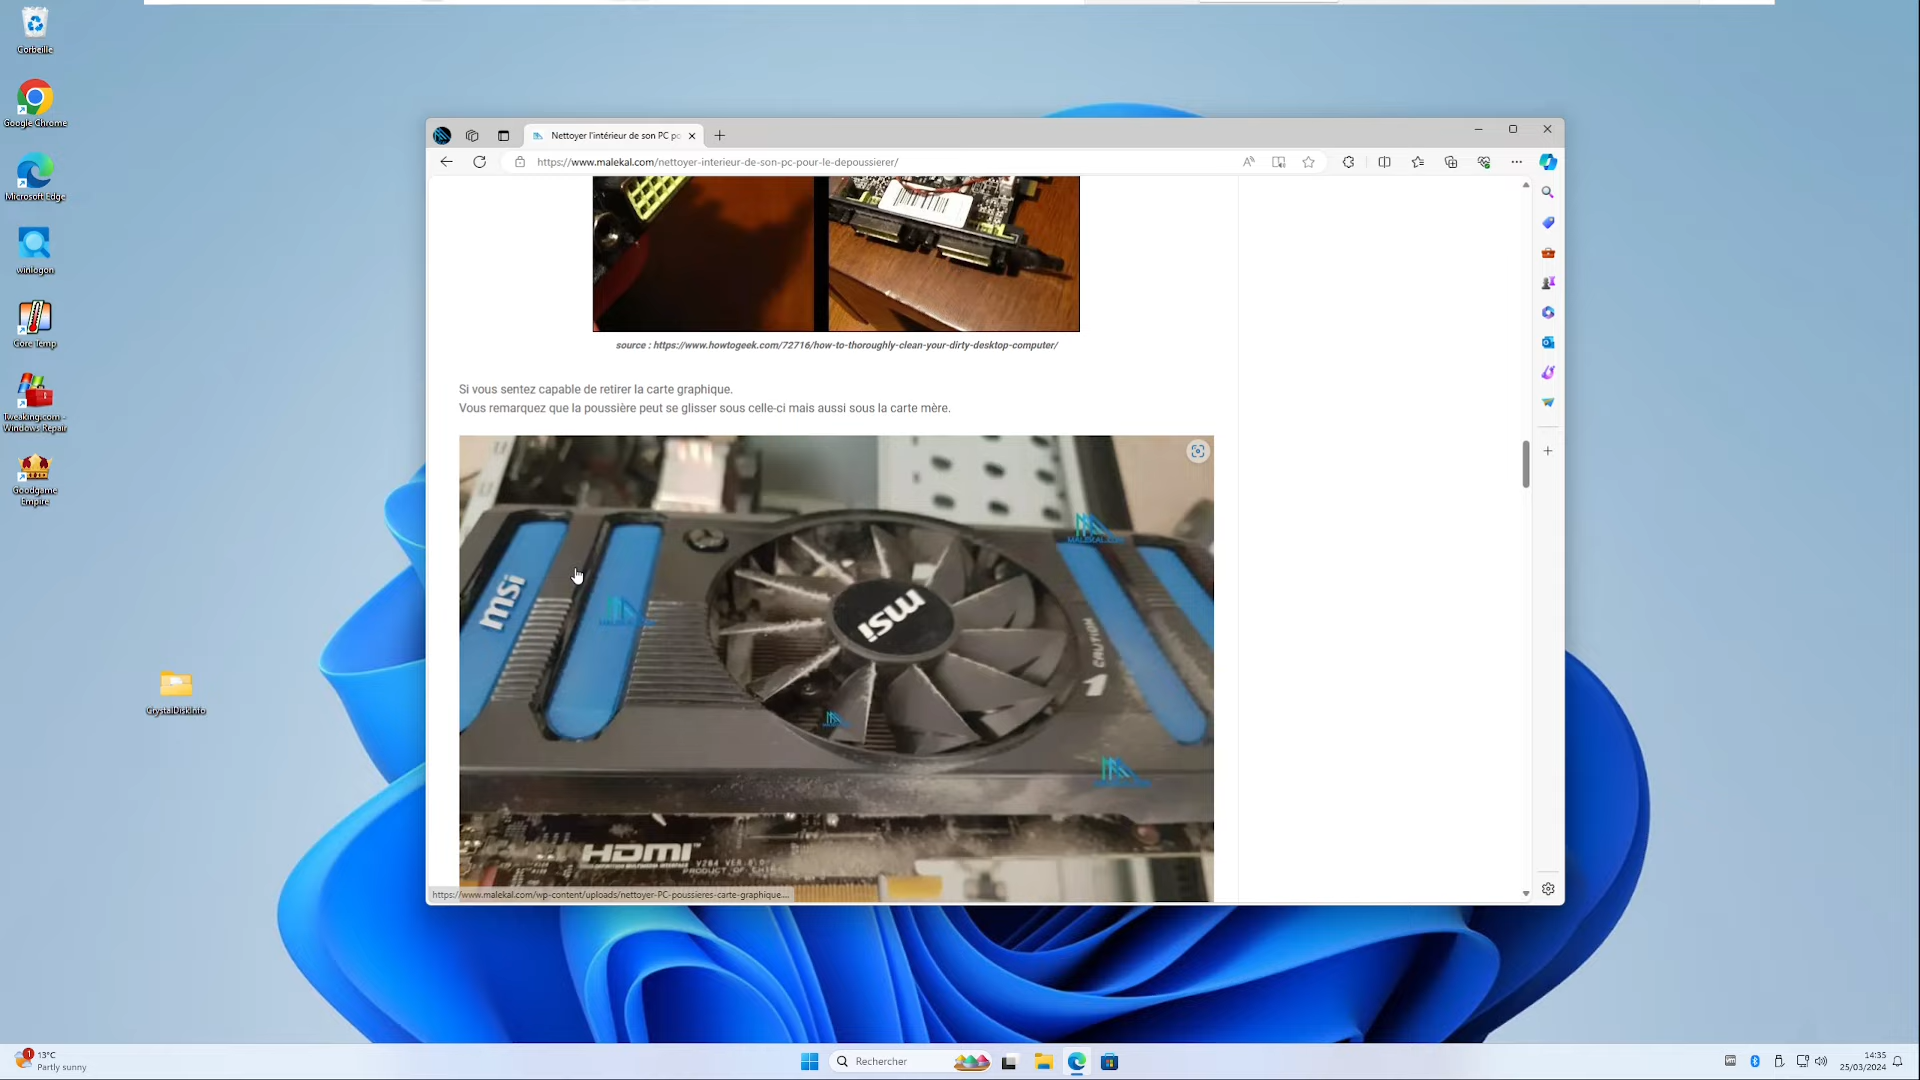 Corbeille
Google Chrome
Microsoft Edge
winlogon
Core Temp
Tweaking.com - Windows Repair
Goodgame Empire
CrystalDiskInfo
Nettoyer l'intérieur de son PC po
https://www.malekal.com/nettoyer-interieur-de-son-pc-pour-le-depoussierer/
source : https://www.howtogeek.com/72716/how-to-thoroughly-clean-your-dirty-desktop-computer/
Si vous sentez capable de retirer la carte graphique.
Vous remarquez que la poussière peut se glisser sous celle-ci mais aussi sous la carte mère.
MALEKAL.COM
msi
msi
MALEKAL.COM
CAUTION
HDMI
https://www.malekal.com/wp-content/uploads/nettoyer-PC-poussieres-carte-graphique...
1
13°C
Partly sunny
Rechercher
14:35
25/03/2024